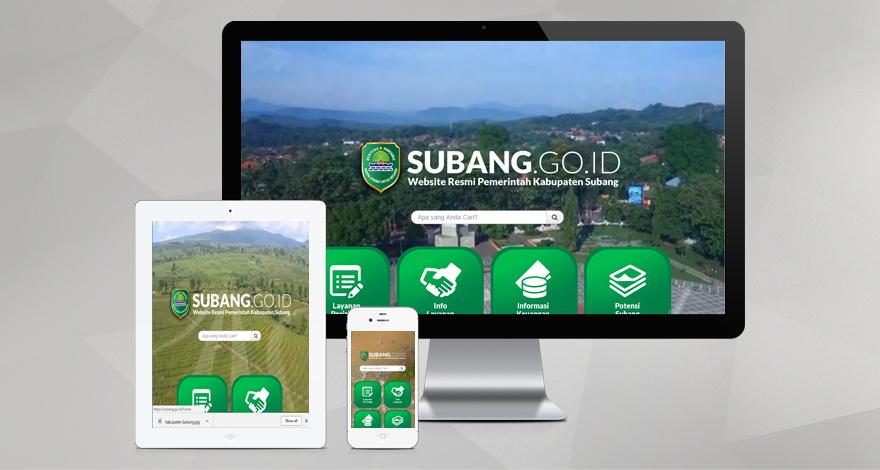 SUBANG.GO.ID
Website Resmi Pemerintah Kabupaten Subang
Apa yang Anda Cari?
Layanan
Info
Layanan
Informasi
Keuangan
Potensi
Subang
SUBANG.GO.ID
Website Resmi Pemerintah Kabupaten Subang
Apa yang Anda Cari?
https://subang.go.id/home
kabupaten badung.jpg
Show all
SUBANG.GO.ID